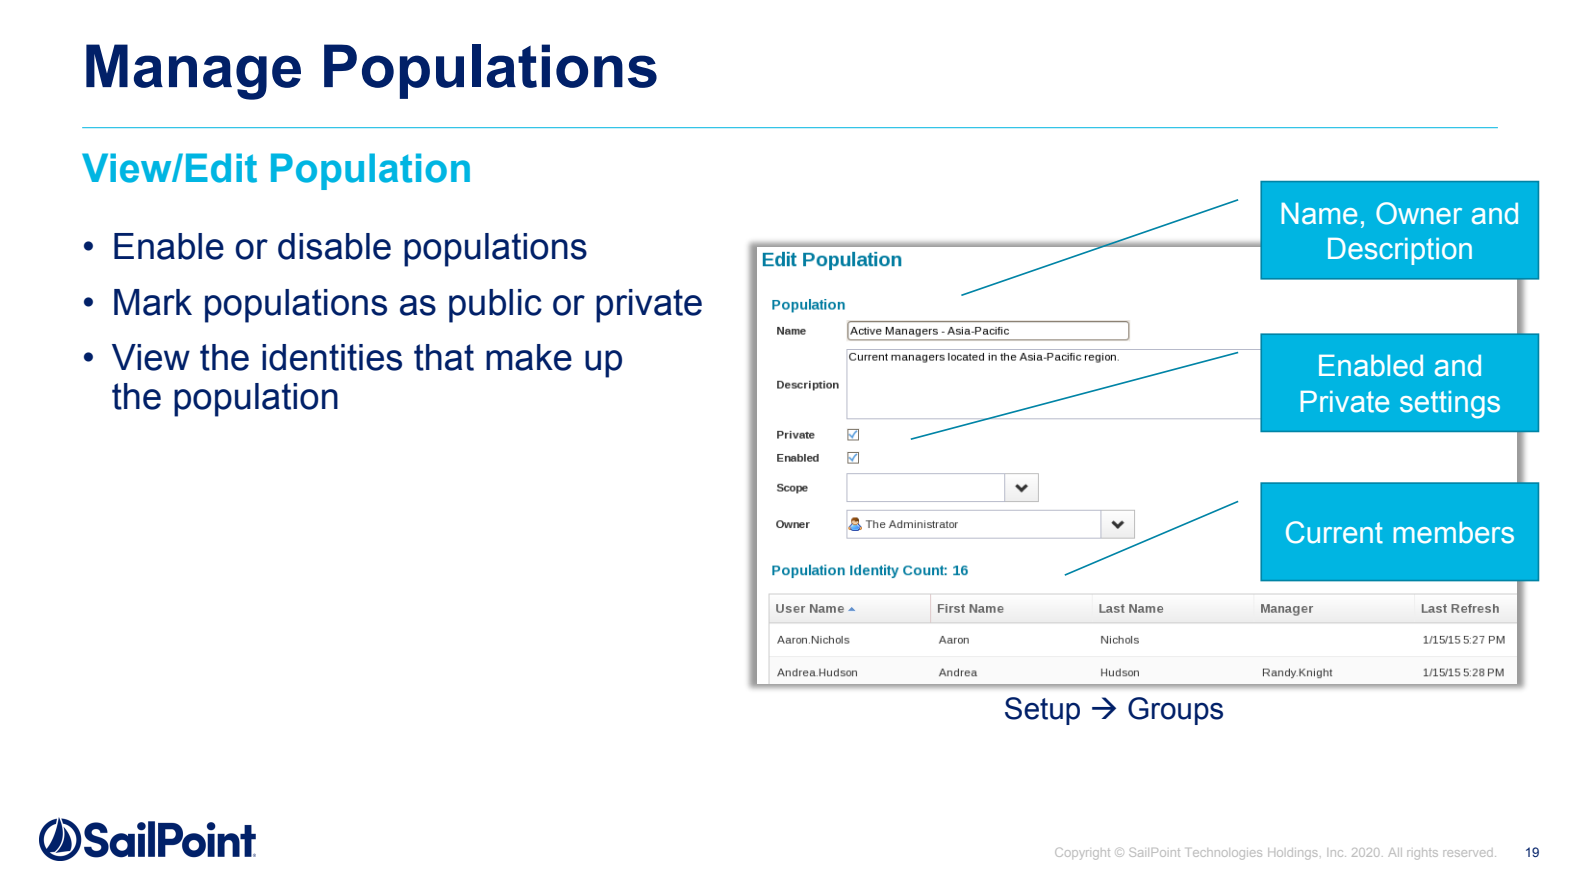 Manage Populations
View/Edit Population
• Enable or disable populations
• Mark populations as public or private
• View the identities that make up
the population
Name, Owner and
Description
Enabled and
Private settings
Current members
Edit Population
Population
Name Active Managers - Asia-Pacific
Description Current managers located in the Asia-Pacific region.
Private
Enabled
Scope
Owner The Administrator
Population Identity Count: 16
User Name First Name Last Name Manager Last Refresh
Aaron.Nichols Aaron Nichols 1/15/15 5:27 PM
Andrea.Hudson Andrea Hudson Randy.Knight 1/15/15 5:28 PM
Setup → Groups
SailPoint
Copyright © SailPoint Technologies Holdings, Inc. 2020. All rights reserved. 19